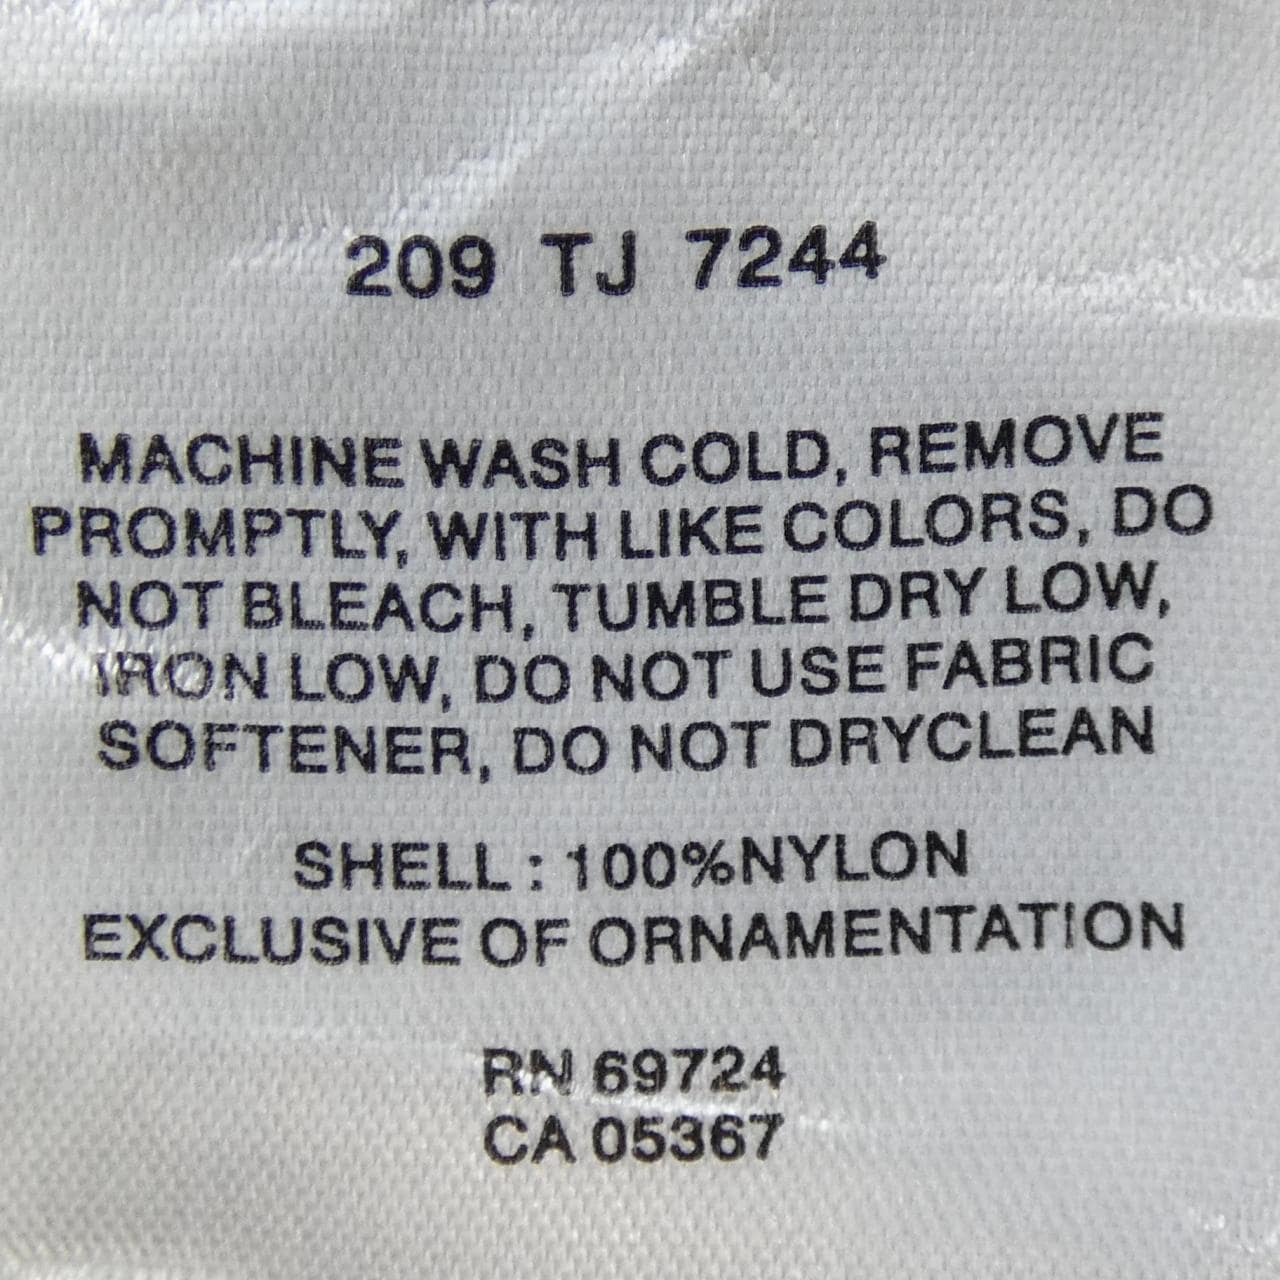 209 TJ 7244
MACHINE WASH COLD, REMOVE
PROMPTLY, WITH LIKE COLORS, DO
NOT BLEACH, TUMBLE DRY LOW,
IRON LOW, DO NOT USE FABRIC
SOFTENER, DO NOT DRYCLEAN
SHELL : 100%NYLON
EXCLUSIVE OF ORNAMENTATION
RN 69724
CA 05367